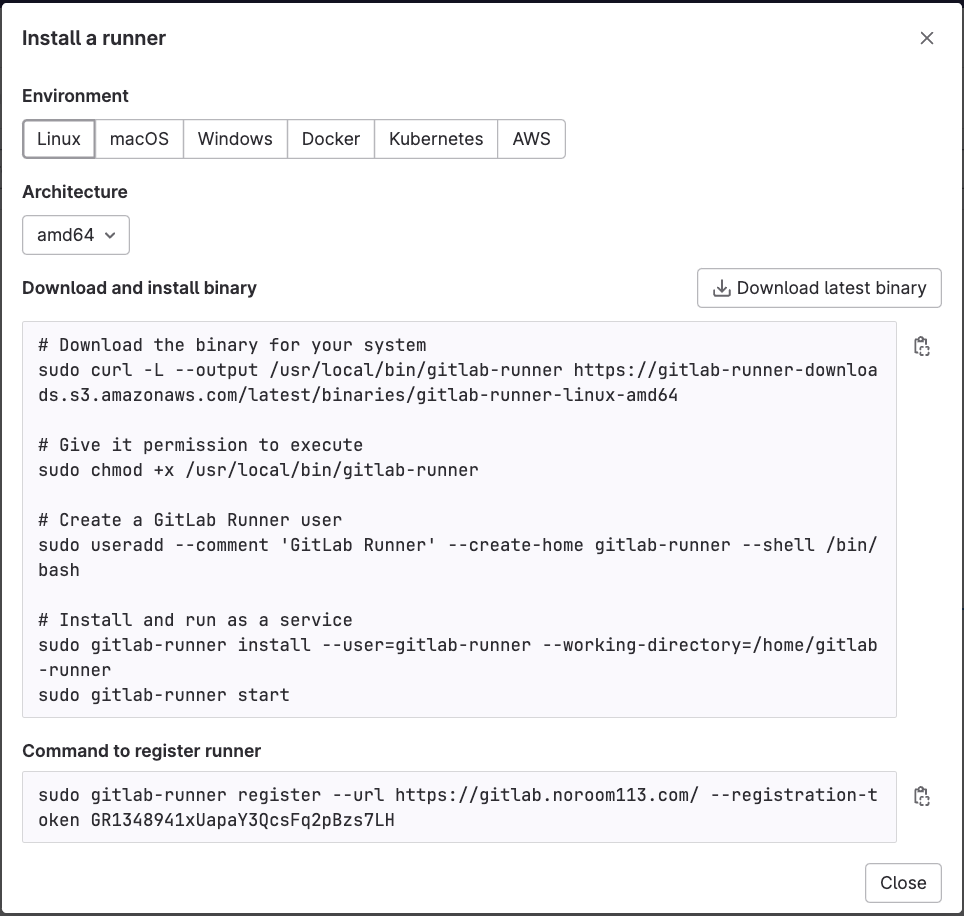 Install a runner
Environment
Linux
macOS
Windows
Docker
Kubernetes
AWS
Architecture
amd64
Download and install binary
Download latest binary
# Download the binary for your system
sudo curl -L --output /usr/local/bin/gitlab-runner https://gitlab-runner-downloa
ds.s3.amazonaws.com/latest/binaries/gitlab-runner-linux-amd64
# Give it permission to execute
sudo chmod +x /usr/local/bin/gitlab-runner
# Create a GitLab Runner user
sudo useradd --comment 'GitLab Runner' --create-home gitlab-runner --shell /bin/
bash
# Install and run as a service
sudo gitlab-runner install --user=gitlab-runner --working-directory=/home/gitlab
-runner
sudo gitlab-runner start
Command to register runner
sudo gitlab-runner register --url https://gitlab.noroom113.com/ --registration-t
oken GR1348941xUapaY3QcsFq2pBzs7LH
Close